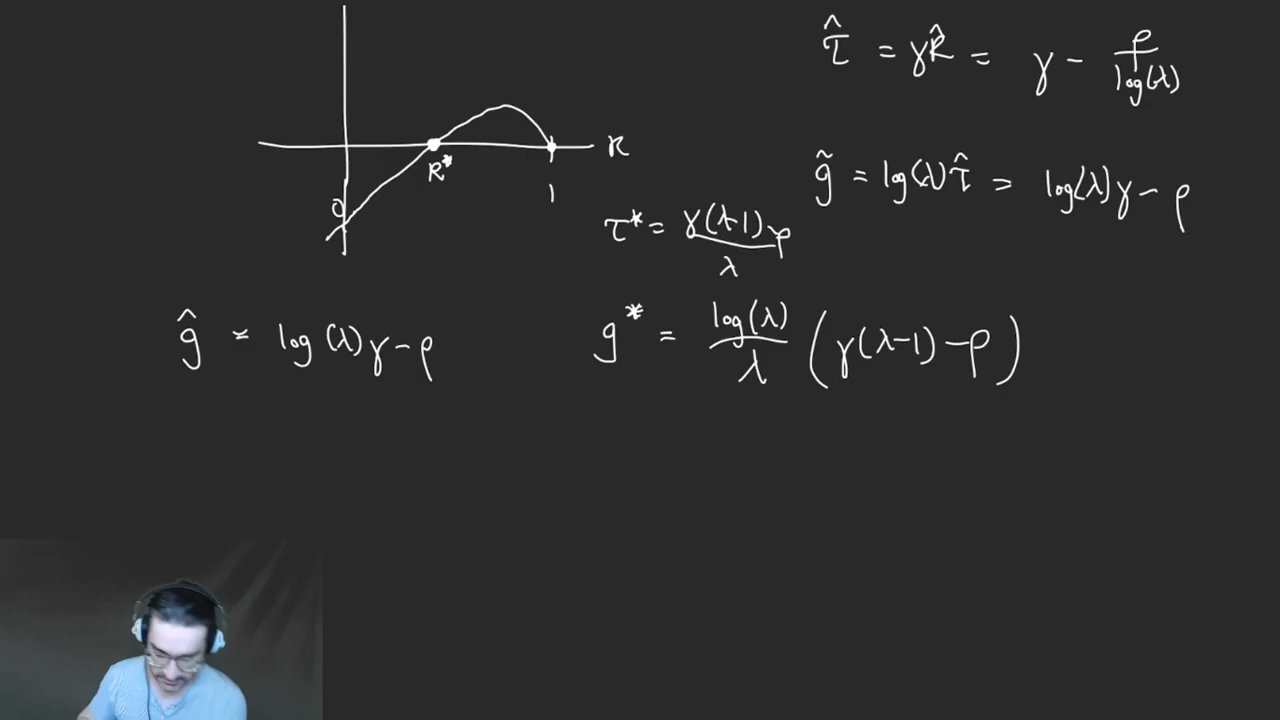 τ̂ = γR̂ = γ - ρ/log(λ)
R
R*
0
1
g̃ = log(λ)τ̂ = log(λ)γ - ρ
τ* = γ(λ-1)-ρ/λ
ĝ = log(λ)γ-ρ
g* = log(λ)/λ (γ(λ-1)-ρ)